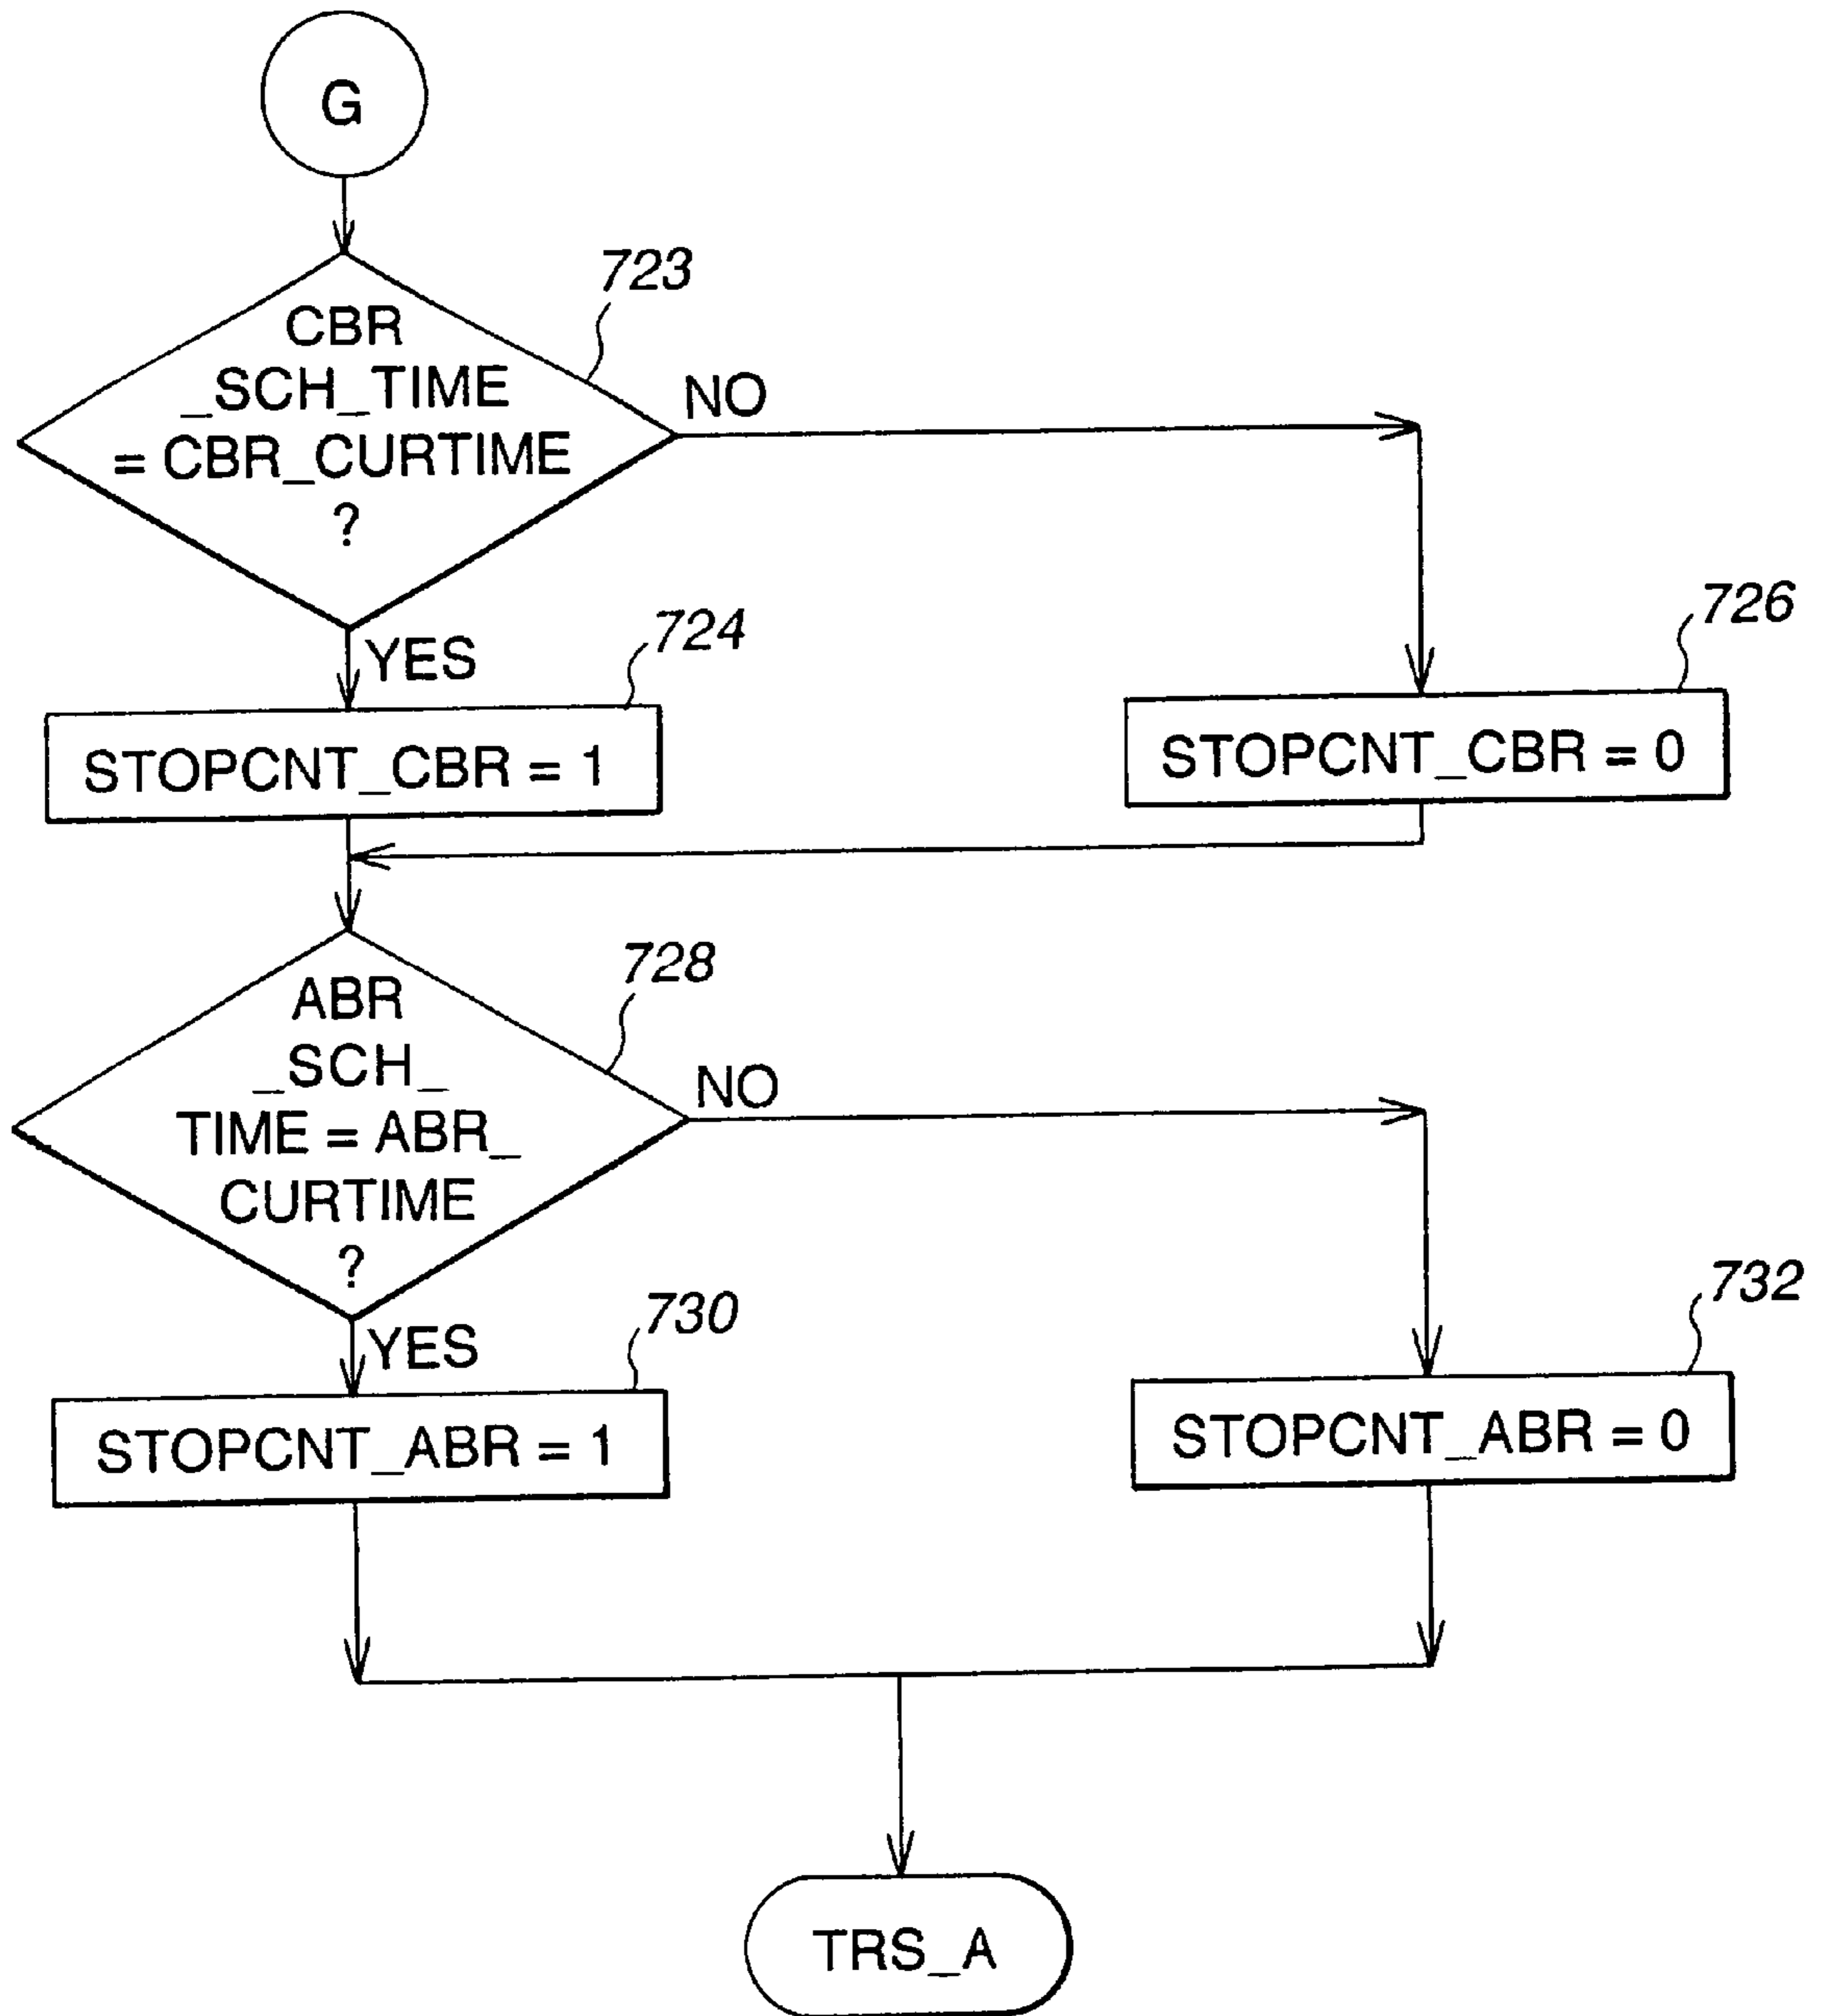 G
723
CBR
_SCH_TIME
= CBR_CURTIME
?
NO
YES
724
STOPCNT_CBR = 1
726
STOPCNT_CBR = 0
728
ABR
_SCH_
TIME = ABR_
CURTIME
?
NO
YES
730
STOPCNT_ABR = 1
732
STOPCNT_ABR = 0
TRS_A